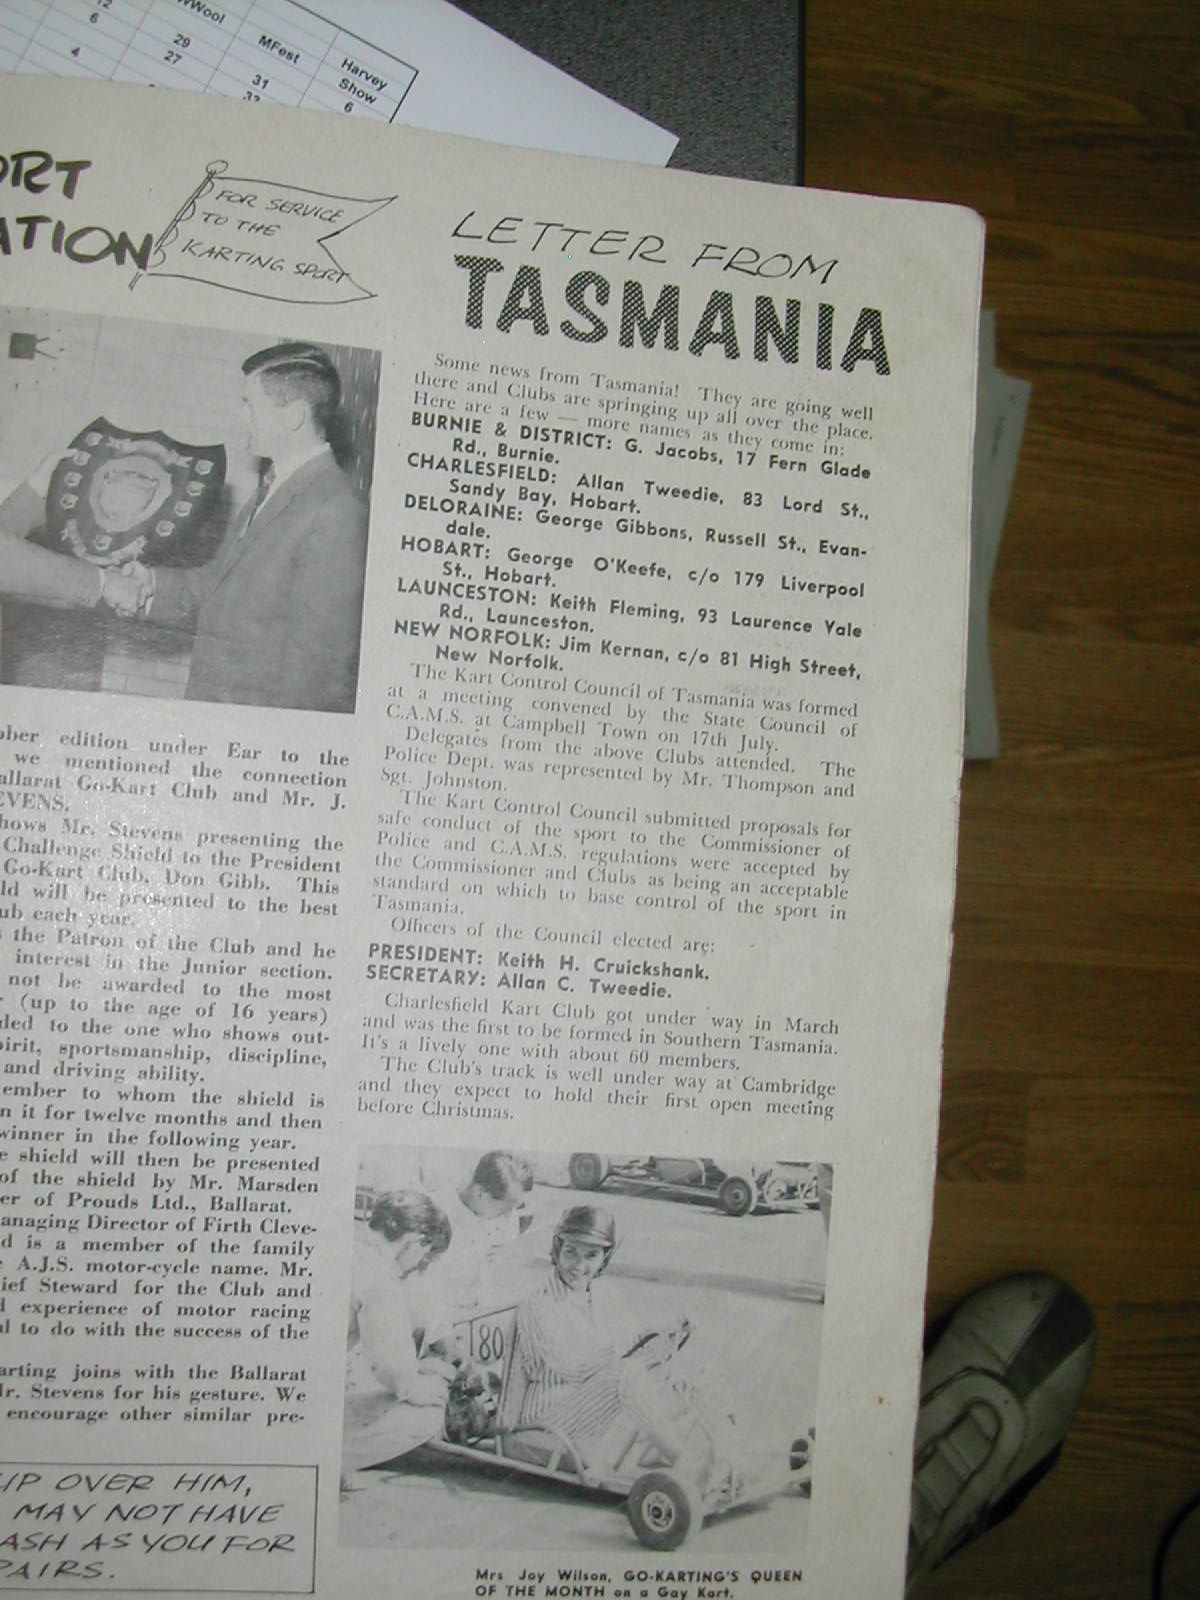 12
6
4
WWool
29
27
MFest
31
32
Harvey
Show
6
ORT
ATION
FOR SERVICE
TO THE
KARTING SPORT
LETTER FROM
TASMANIA
Some news from Tasmania! They are going well
there and Clubs are springing up all over the place.
Here are a few — more names as they come in:
BURNIE & DISTRICT: G. Jacobs, 17 Fern Glade
Rd., Burnie.
CHARLESFIELD: Allan Tweedie, 83 Lord St.,
Sandy Bay, Hobart.
DELORAINE: George Gibbons, Russell St., Evan-
dale.
HOBART: George O'Keefe, c/o 179 Liverpool
St., Hobart.
LAUNCESTON: Keith Fleming, 93 Laurence Vale
Rd., Launceston.
NEW NORFOLK: Jim Kernan, c/o 81 High Street,
New Norfolk.
The Kart Control Council of Tasmania was formed
at a meeting convened by the State Council of
C.A.M.S. at Campbell Town on 17th July.
Delegates from the above Clubs attended. The
Police Dept. was represented by Mr. Thompson and
Sgt. Johnston.
The Kart Control Council submitted proposals for
safe conduct of the sport to the Commissioner of
Police and C.A.M.S. regulations were accepted by
the Commissioner and Clubs as being an acceptable
standard on which to base control of the sport in
Tasmania.
Officers of the Council elected are:
PRESIDENT: Keith H. Cruickshank.
SECRETARY: Allan C. Tweedie.
Charlesfield Kart Club got under way in March
and was the first to be formed in Southern Tasmania.
It's a lively one with about 60 members.
The Club's track is well under way at Cambridge
and they expect to hold their first open meeting
before Christmas.
180
Mrs Joy Wilson, GO-KARTING'S QUEEN
OF THE MONTH on a Gay Kart.
ober edition under Ear to the
we mentioned the connection
allarat Go-Kart Club and Mr. J.
EVENS.
hows Mr. Stevens presenting the
Challenge Shield to the President
Go-Kart Club, Don Gibb. This
ld will be presented to the best
ub each year.
s the Patron of the Club and he
interest in the Junior section.
not be awarded to the most
r (up to the age of 16 years)
ded to the one who shows out-
pirit, sportsmanship, discipline,
and driving ability.
ember to whom the shield is
n it for twelve months and then
winner in the following year.
e shield will then be presented
of the shield by Mr. Marsden
er of Prouds Ltd., Ballarat.
anaging Director of Firth Cleve-
d is a member of the family
e A.J.S. motor-cycle name. Mr.
ief Steward for the Club and
l experience of motor racing
al to do with the success of the
arting joins with the Ballarat
Mr. Stevens for his gesture. We
encourage other similar pre-
UP OVER HIM,
MAY NOT HAVE
ASH AS YOU FOR
PAIRS.